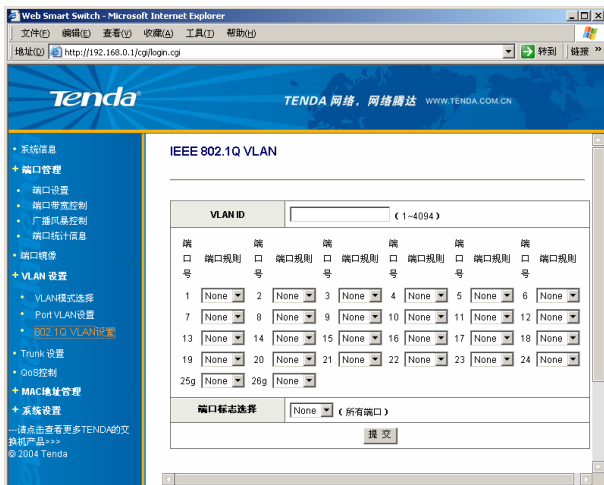 Web Smart Switch - Microsoft Internet Explorer
文件(F) 编辑(E) 查看(V) 收藏(A) 工具(T) 帮助(H)
地址(D) http://192.168.0.1/cgi/login.cgi 转到 链接 »
Tenda® TENDA 网络，网络腾达 WWW.TENDA.COM.CN
系统信息
+ 端口管理
端口设置
端口带宽控制
广播风暴控制
端口统计信息
端口镜像
+ VLAN 设置
VLAN模式选择
Port VLAN设置
802.1Q VLAN设置
Trunk 设置
QoS控制
+ MAC地址管理
+ 系统设置
---请点击查看更多TENDA的交
换机产品>>>
© 2004 Tenda
IEEE 802.1Q VLAN
VLAN ID （1~4094）
端口号 端口规则 端口号 端口规则 端口号 端口规则 端口号 端口规则 端口号 端口规则 端口号 端口规则
1 None 2 None 3 None 4 None 5 None 6 None
7 None 8 None 9 None 10 None 11 None 12 None
13 None 14 None 15 None 16 None 17 None 18 None
19 None 20 None 21 None 22 None 23 None 24 None
25g None 26g None
端口标志选择 None （所有端口）
提 交